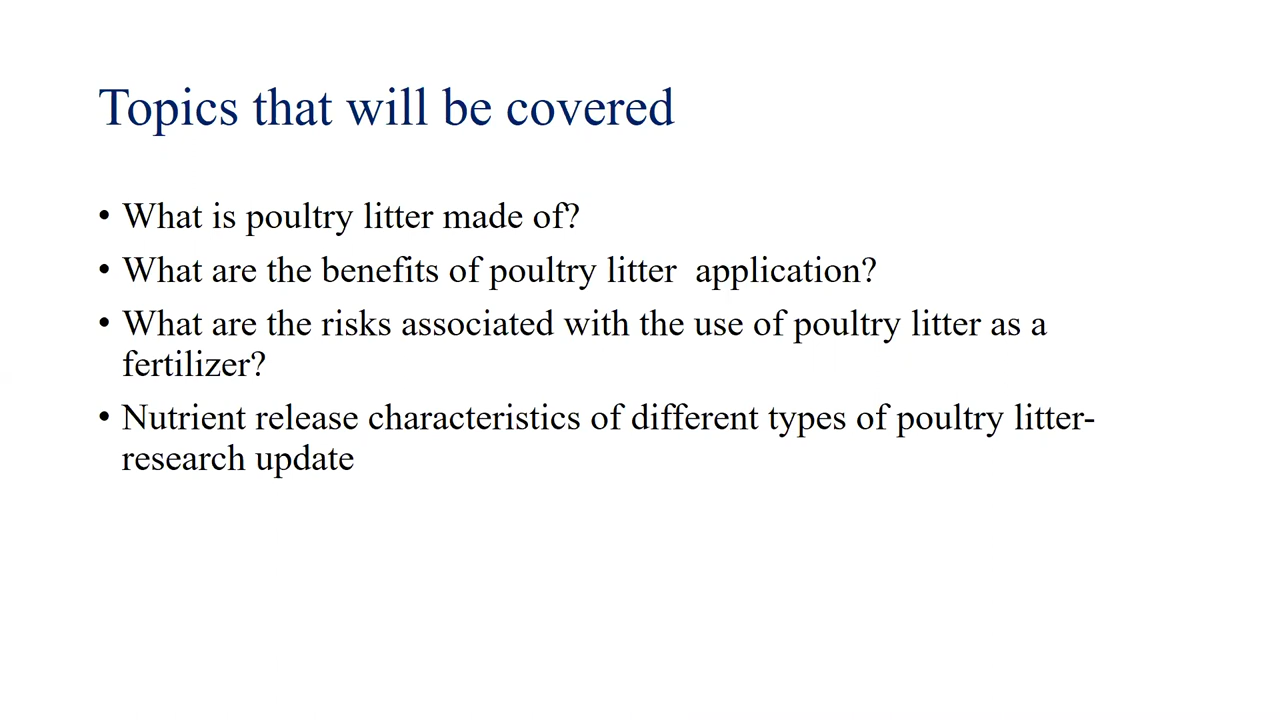 Topics that will be covered
• What is poultry litter made of?
• What are the benefits of poultry litter  application?
• What are the risks associated with the use of poultry litter as a
fertilizer?
• Nutrient release characteristics of different types of poultry litter-
research update